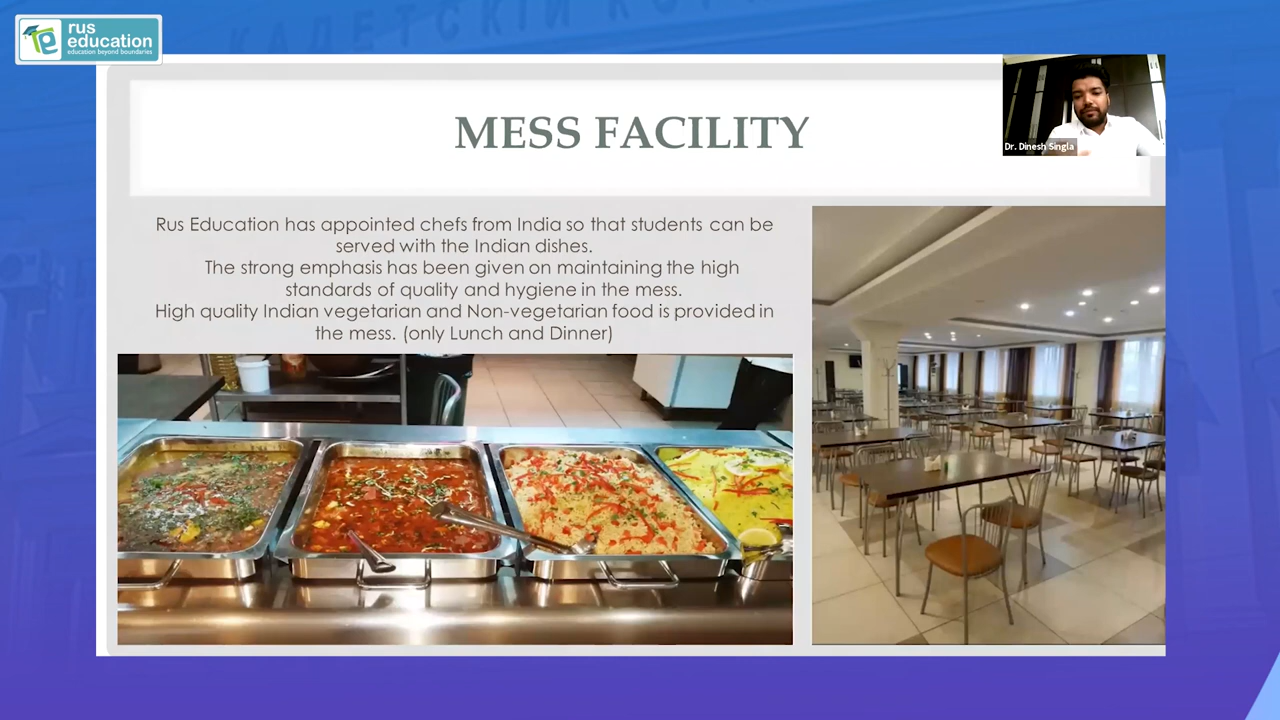 rus
education
education beyond boundaries
КАДЕТСКІЙ КОР
MESS FACILITY
Dr. Dinesh Singla
Rus Education has appointed chefs from India so that students can be
served with the Indian dishes.
The strong emphasis has been given on maintaining the high
standards of quality and hygiene in the mess.
High quality Indian vegetarian and Non-vegetarian food is provided in
the mess. (only Lunch and Dinner)